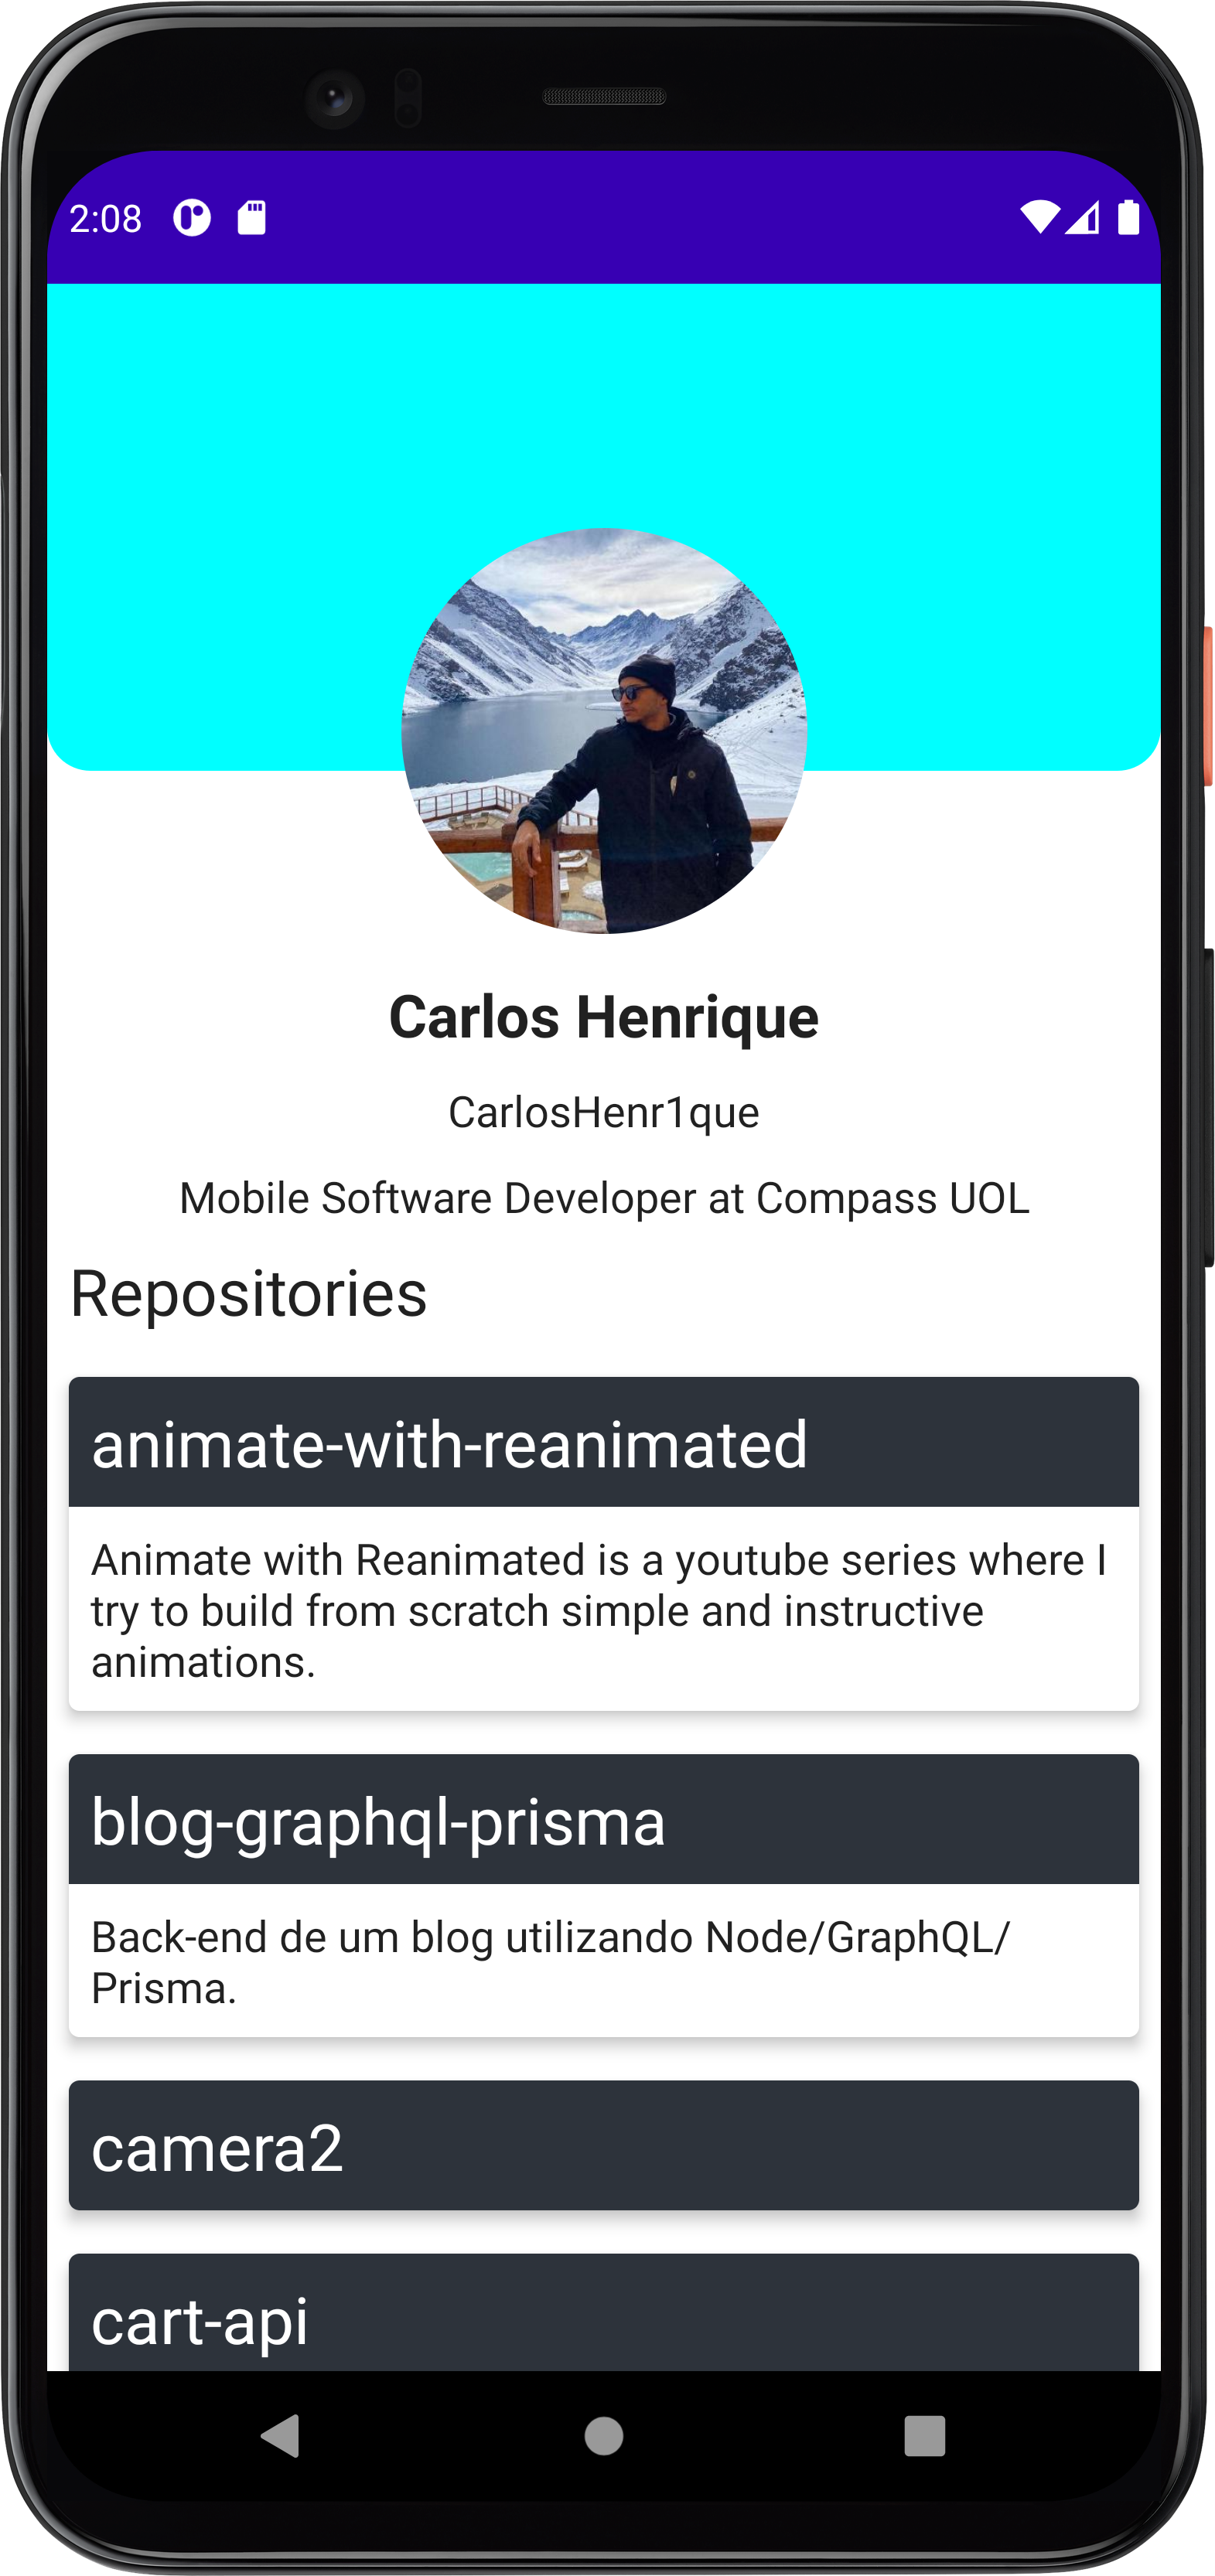 2:08
Carlos Henrique
CarlosHenr1que
Mobile Software Developer at Compass UOL
Repositories
animate-with-reanimated
Animate with Reanimated is a youtube series where I
try to build from scratch simple and instructive
animations.
blog-graphql-prisma
Back-end de um blog utilizando Node/GraphQL/
Prisma.
camera2
cart-api